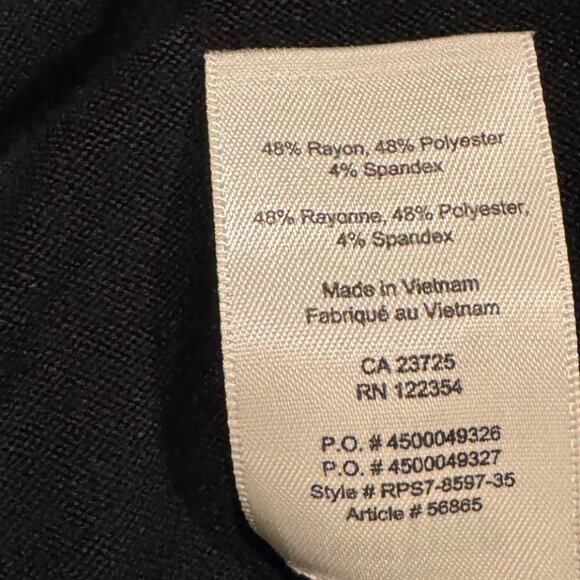 48% Rayon, 48% Polyester
4% Spandex
48% Rayonne, 48% Polyester,
4% Spandex
Made in Vietnam
Fabriqué au Vietnam
CA 23725
RN 122354
P.O. # 4500049326
P.O. # 4500049327
Style # RPS7-8597-35
Article # 56865